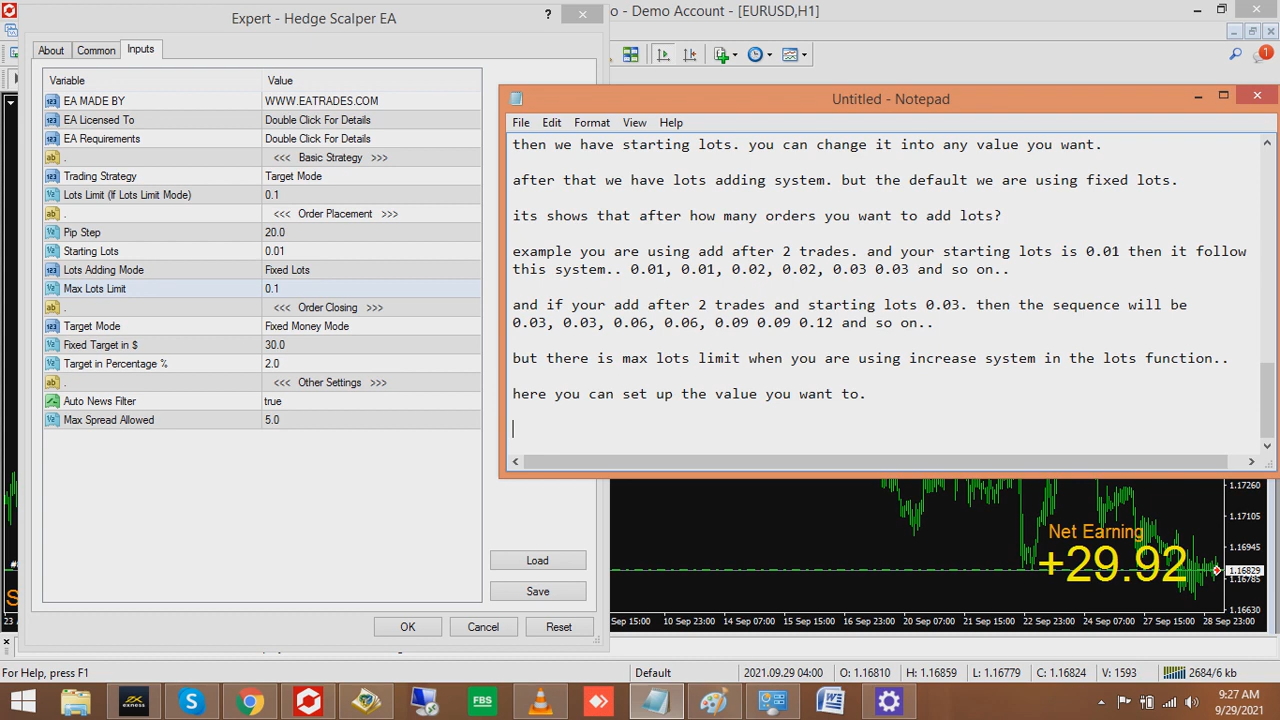 Expert - Hedge Scalper EA
?
o - Demo Account - [EURUSD,H1]
About
Common
Inputs
Variable Value
EA MADE BY WWW.EATRADES.COM
EA Licensed To Double Click For Details
EA Requirements Double Click For Details
. <<< Basic Strategy >>>
Trading Strategy Target Mode
Lots Limit (If Lots Limit Mode) 0.1
. <<< Order Placement >>>
Pip Step 20.0
Starting Lots 0.01
Lots Adding Mode Fixed Lots
Max Lots Limit 0.1
. <<< Order Closing >>>
Target Mode Fixed Money Mode
Fixed Target in $ 30.0
Target in Percentage % 2.0
. <<< Other Settings >>>
Auto News Filter true
Max Spread Allowed 5.0
Load
Save
OK
Cancel
Reset
Untitled - Notepad
File Edit Format View Help
then we have starting lots. you can change it into any value you want.
after that we have lots adding system. but the default we are using fixed lots.
its shows that after how many orders you want to add lots?
example you are using add after 2 trades. and your starting lots is 0.01 then it follow
this system.. 0.01, 0.01, 0.02, 0.02, 0.03 0.03 and so on..
and if your add after 2 trades and starting lots 0.03. then the sequence will be
0.03, 0.03, 0.06, 0.06, 0.09 0.09 0.12 and so on..
but there is max lots limit when you are using increase system in the lots function..
here you can set up the value you want to.
1
Net Earning
+29.92
1.17260
1.17105
1.16945
1.16829
1.16785
1.16630
23
Sep 15:00 10 Sep 23:00 14 Sep 07:00 15 Sep 15:00 16 Sep 23:00 20 Sep 07:00 21 Sep 15:00 22 Sep 23:00 24 Sep 07:00 27 Sep 15:00 28 Sep 23:00
For Help, press F1
Default
2021.09.29 04:00
O: 1.16810
H: 1.16859
L: 1.16779
C: 1.16824
V: 1593
2684/6 kb
exness
FBS
9:27 AM
9/29/2021